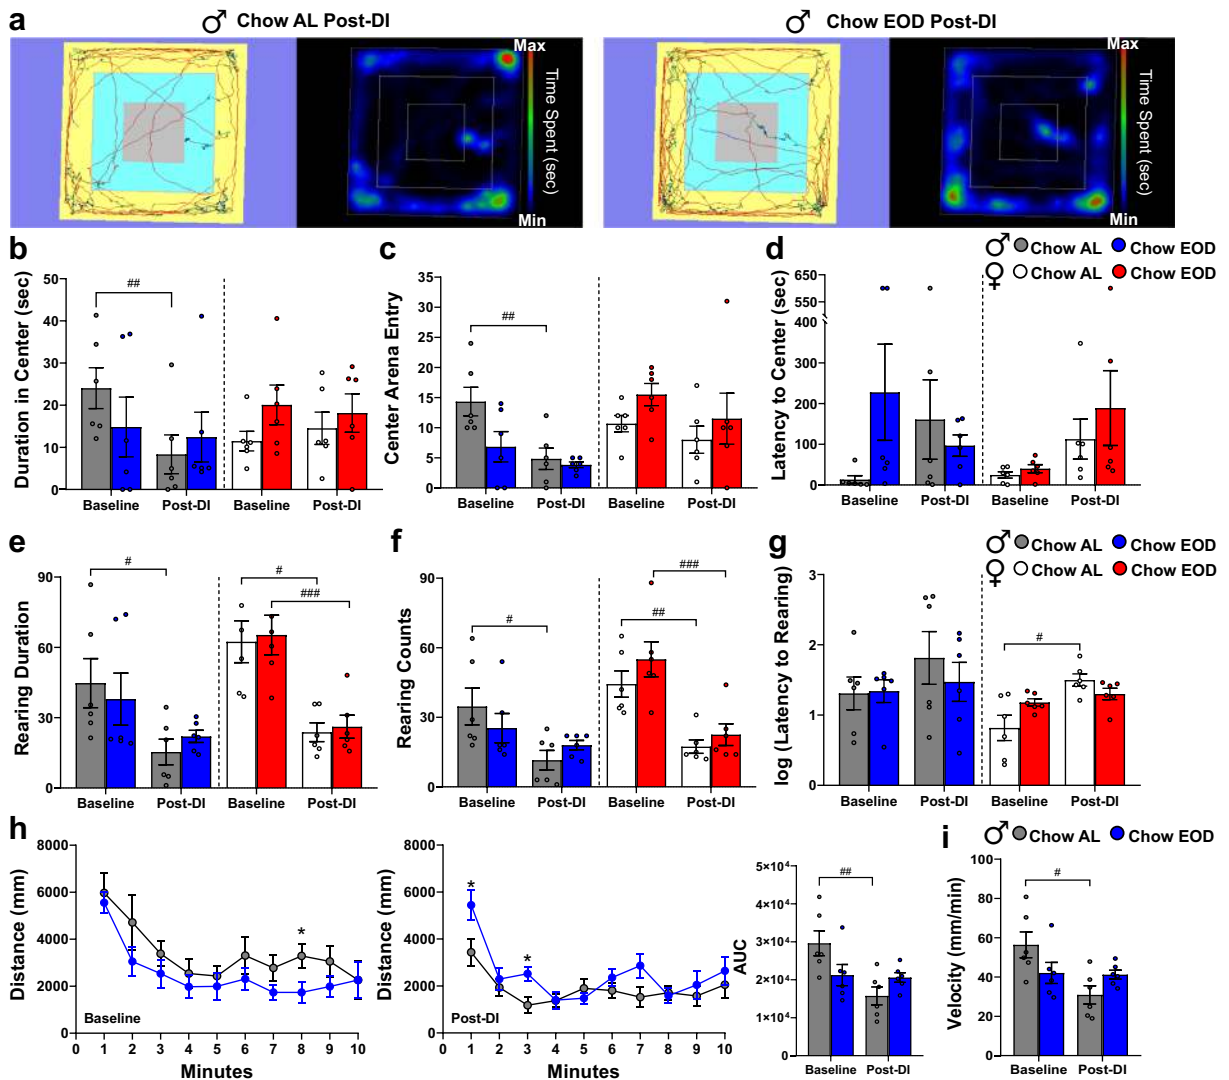 a ♂ Chow AL Post-DI ♂ Chow EOD Post-DI
Max Time Spent (sec) Min
Max Time Spent (sec) Min
b
Duration in Center (sec)
50
40
30
20
10
0
##
Baseline Post-DI Baseline Post-DI
c
Center Arena Entry
35
30
25
20
15
10
5
0
##
Baseline Post-DI Baseline Post-DI
d
♂ Chow AL Chow EOD
♀ Chow AL Chow EOD
Latency to Center (sec)
650
550
400
300
200
100
0
Baseline Post-DI Baseline Post-DI
e
Rearing Duration
90
60
30
0
# # ###
Baseline Post-DI Baseline Post-DI
f
Rearing Counts
90
60
30
0
# ## ###
Baseline Post-DI Baseline Post-DI
g
♂ Chow AL Chow EOD
♀ Chow AL Chow EOD
log (Latency to Rearing)
3
2
1
0
#
Baseline Post-DI Baseline Post-DI
h
Distance (mm)
8000
6000
4000
2000
0
*
Baseline
0 1 2 3 4 5 6 7 8 9 10
Minutes
Distance (mm)
8000
6000
4000
2000
0
* *
Post-DI
0 1 2 3 4 5 6 7 8 9 10
Minutes
AUC
5×10⁴
4×10⁴
3×10⁴
2×10⁴
1×10⁴
0
##
Baseline Post-DI
♂ Chow AL Chow EOD
i
Velocity (mm/min)
100
80
60
40
20
0
#
Baseline Post-DI